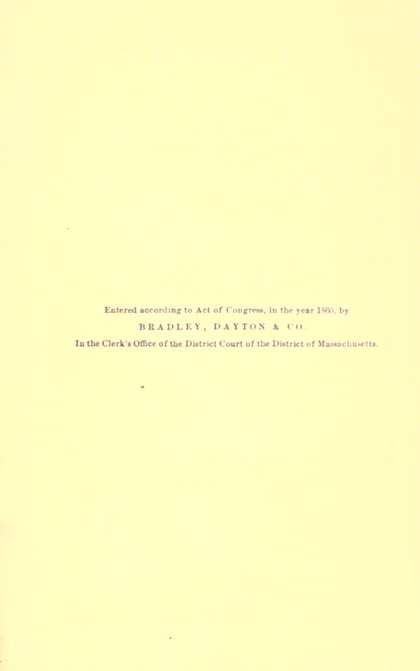 Entered according to Act of Congress, in the year 1860, by
BRADLEY, DAYTON & CO.
In the Clerk's Office of the District Court of the District of Massachusetts.